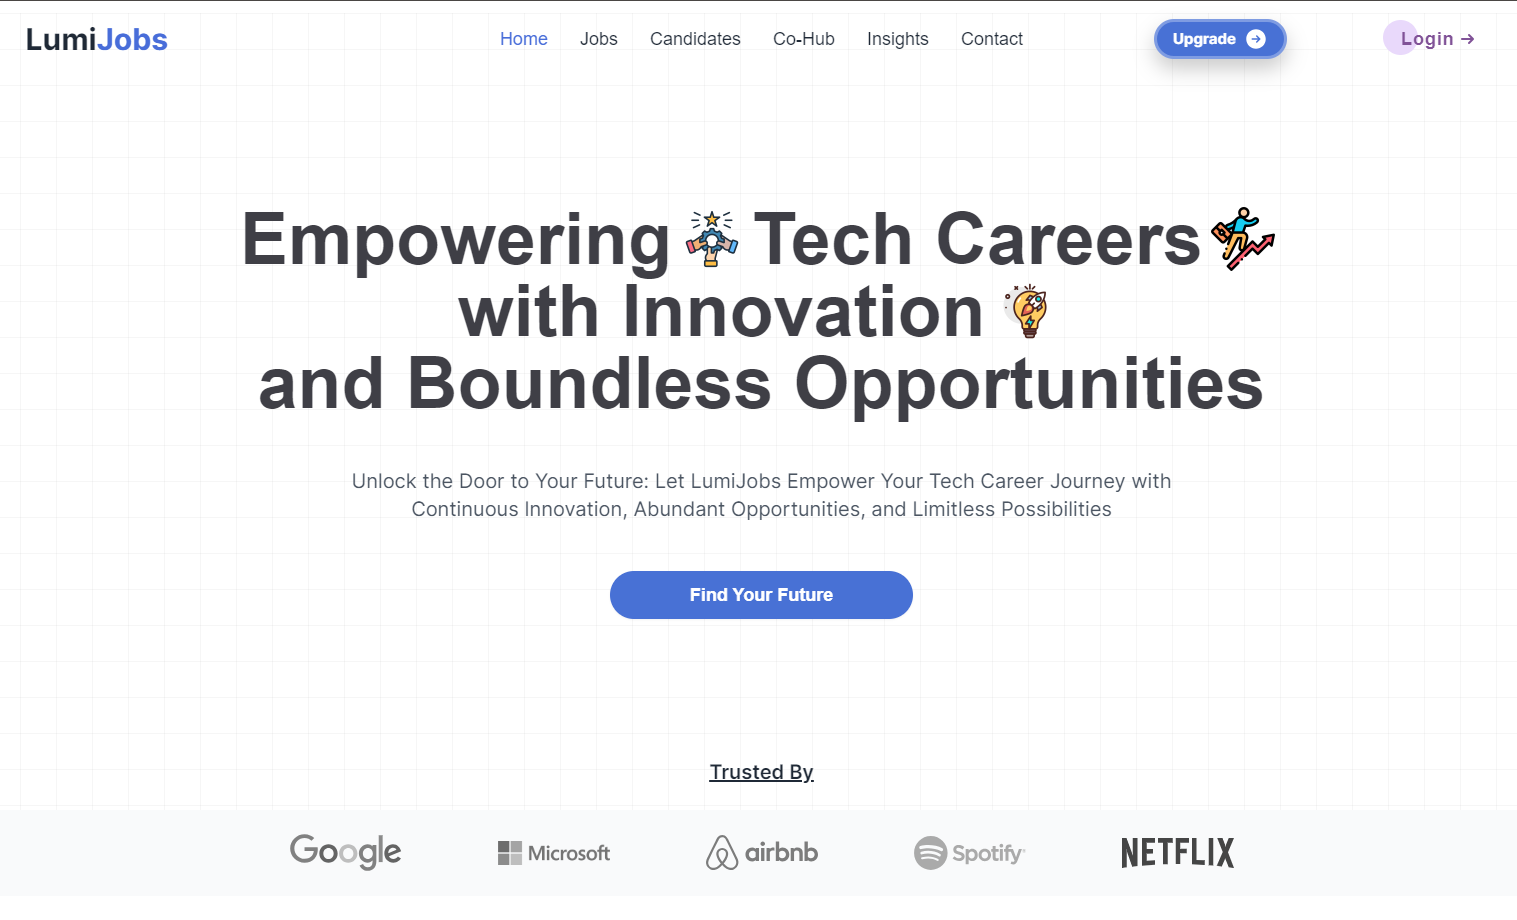 LumiJobs
Home Jobs Candidates Co-Hub Insights Contact
Upgrade
Login →
Empowering Tech Careers
with Innovation
and Boundless Opportunities
Unlock the Door to Your Future: Let LumiJobs Empower Your Tech Career Journey with
Continuous Innovation, Abundant Opportunities, and Limitless Possibilities
Find Your Future
Trusted By
Google Microsoft airbnb Spotify NETFLIX